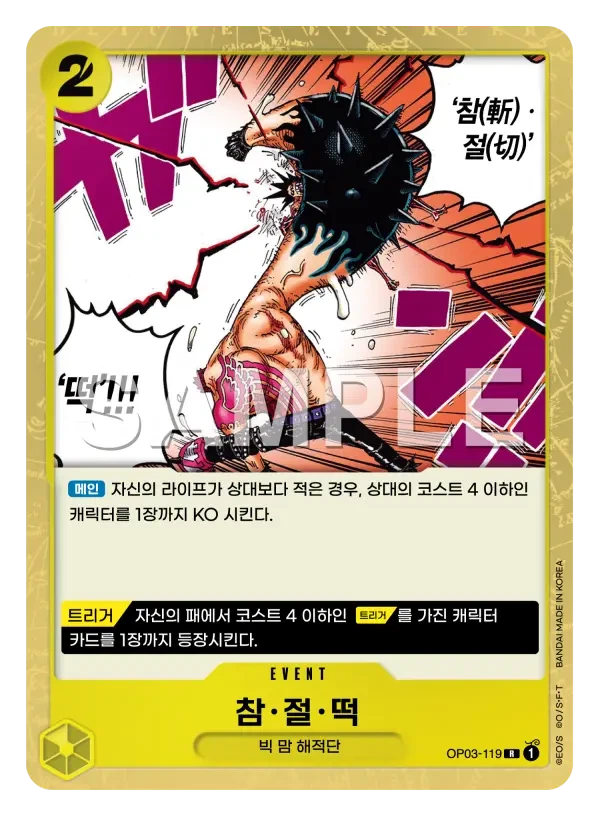 2
'참(斬)·
절(切)'
'떡'!!!
SAMPLE
메인 자신의 라이프가 상대보다 적은 경우, 상대의 코스트 4 이하인
캐릭터를 1장까지 KO 시킨다.
트리거 자신의 패에서 코스트 4 이하인 트리거 를 가진 캐릭터
카드를 1장까지 등장시킨다.
EVENT
참·절·떡
빅 맘 해적단
OP03-119 R 1
©EO/S ©O/S·F·T BANDAI MADE IN KOREA